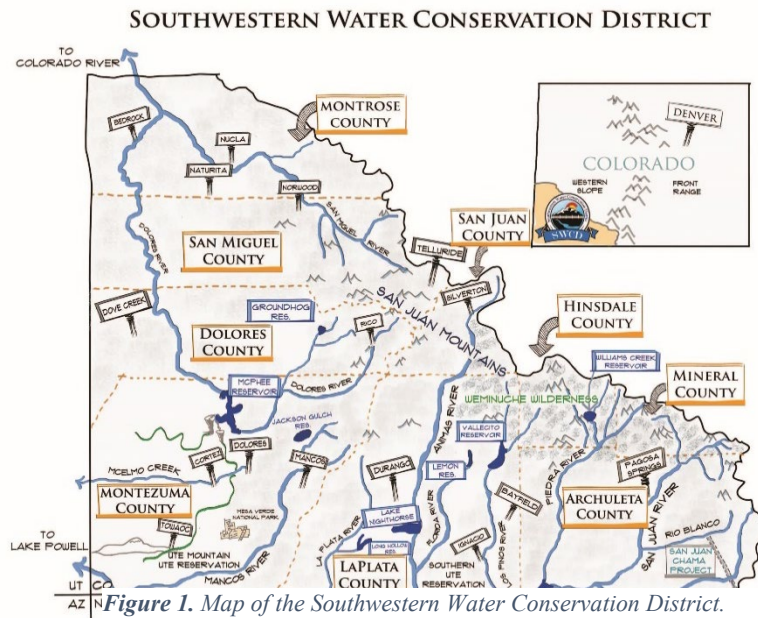 SOUTHWESTERN WATER CONSERVATION DISTRICT
TO
COLORADO RIVER
BEDROCK
NUCLA
NATURITA
MONTROSE
COUNTY
NORWOOD
SAN MIGUEL RIVER
DENVER
COLORADO
WESTERN
SLOPE
FRONT
RANGE
SWCD
DOLORES RIVER
SAN MIGUEL
COUNTY
TELLURIDE
SAN JUAN
COUNTY
SILVERTON
DOVE CREEK
GROUNDHOG
RES.
RICO
SAN JUAN MOUNTAINS
HINSDALE
COUNTY
DOLORES
COUNTY
WILLIAMS CREEK
RESERVOIR
MCPHEE
RESERVOIR
DOLORES RIVER
WEMINUCHE WILDERNESS
MINERAL
COUNTY
JACKSON GULCH
RES.
ANIMAS RIVER
VALLECITO
RESERVOIR
DOLORES
CORTEZ
MANCOS
MCELMO CREEK
DURANGO
LEMON
RES.
PIEDRA RIVER
PAGOSA
SPRINGS
MONTEZUMA
COUNTY
BAYFIELD
ARCHULETA
COUNTY
SAN JUAN RIVER
TOWAOC
MESA VERDE
NATIONAL PARK
LA PLATA RIVER
LAKE
NIGHTHORSE
FLORIDA RIVER
IGNACIO
LOS PINOS RIVER
RIO BLANCO
TO
LAKE POWELL
UTE MOUNTAIN
UTE RESERVATION
MANCOS RIVER
LONG HOLLOW
RES.
LAPLATA
COUNTY
SOUTHERN
UTE
RESERVATION
SAN JUAN
CHAMA
PROJECT
UT CO
AZ N
Figure 1. Map of the Southwestern Water Conservation District.